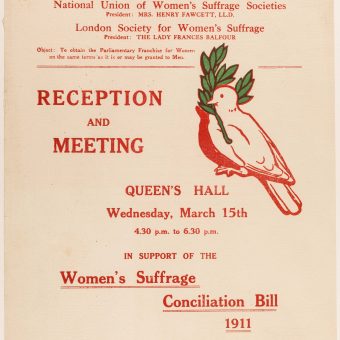 National Union of Women's Suffrage Societies
President: MRS. HENRY FAWCETT, LL.D.
London Society for Women's Suffrage
President: THE LADY FRANCES BALFOUR
Object: To obtain the Parliamentary Franchise for Women
on the same terms as it is or may be granted to Men.
RECEPTION
AND
MEETING
QUEEN'S HALL
Wednesday, March 15th
4.30 p.m. to 6.30 p.m.
IN SUPPORT OF THE
Women's Suffrage
Conciliation Bill
1911